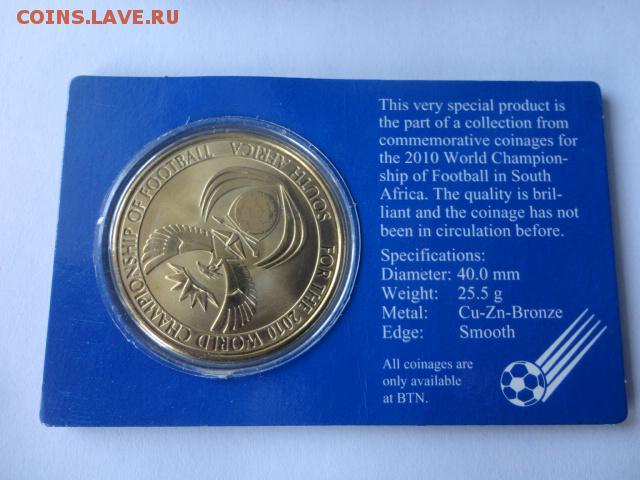 COINS.LAVE.RU
FOR THE 2010 WORLD CHAMPIONSHIP OF FOOTBALL
SOUTH AFRICA
This very special product is
the part of a collection from
commemorative coinages for
the 2010 World Champion-
ship of Football in South
Africa. The quality is bril-
liant and the coinage has not
been in circulation before.
Specifications:
Diameter: 40.0 mm
Weight: 25.5 g
Metal: Cu-Zn-Bronze
Edge: Smooth
All coinages are
only available
at BTN.